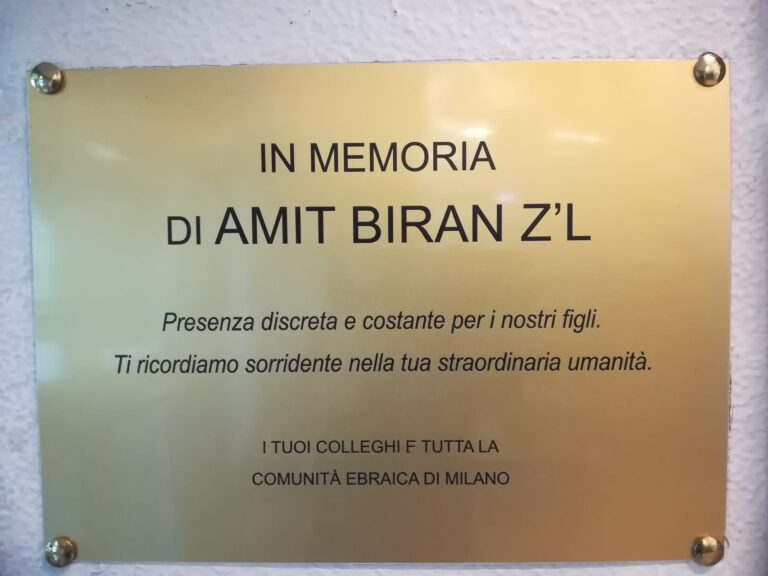 IN MEMORIA
DI AMIT BIRAN Z'L
Presenza discreta e costante per i nostri figli.
Ti ricordiamo sorridente nella tua straordinaria umanità.
I TUOI COLLEGHI F TUTTA LA
COMUNITÀ EBRAICA DI MILANO